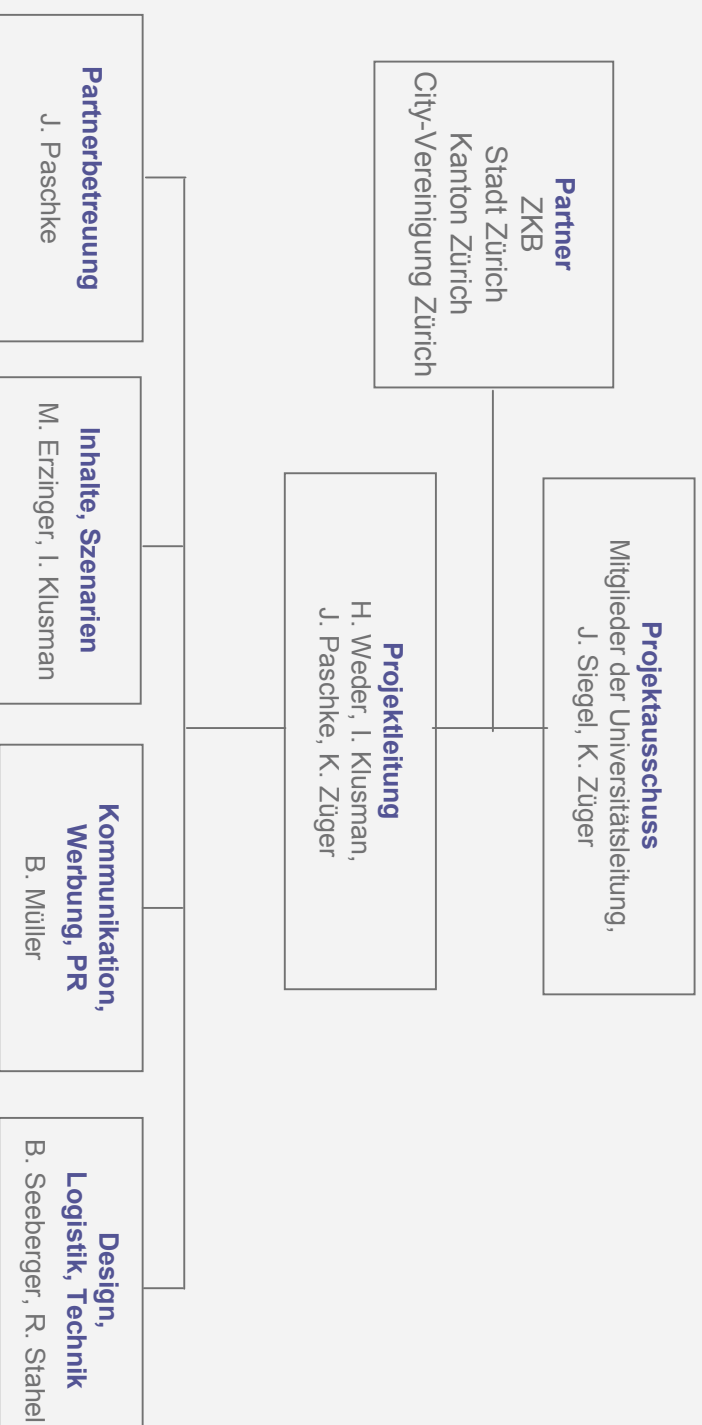 Projektausschuss
Mitglieder der Universitätsleitung,
J. Siegel, K. Züger
Partner
ZKB
Stadt Zürich
Kanton Zürich
City-Vereinigung Zürich
Projektleitung
H. Weder, I. Klusman,
J. Paschke, K. Züger
Partnerbetreuung
J. Paschke
Inhalte, Szenarien
M. Erzinger, I. Klusman
Kommunikation,
Werbung, PR
B. Müller
Design,
Logistik, Technik
B. Seeberger, R. Stahel